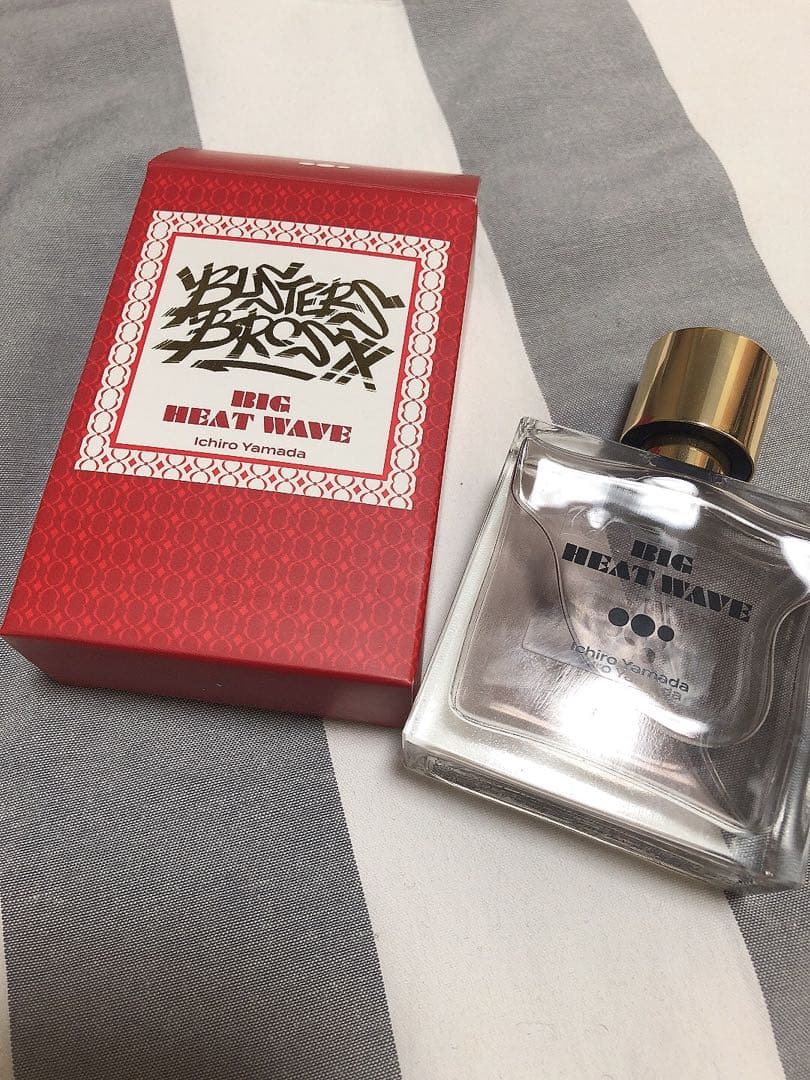 BUSTERS
BROS!!!
BIG
HEAT WAVE
Ichiro Yamada
BIG
HEAT WAVE
Ichiro Yamada